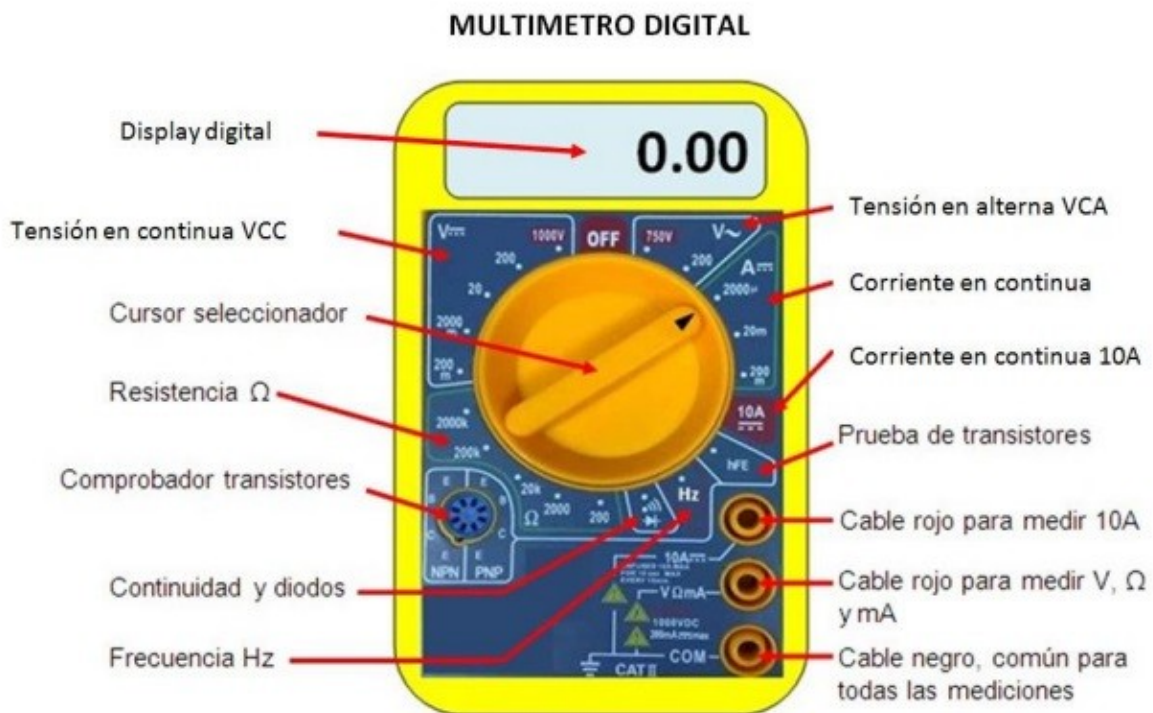 MULTIMETRO DIGITAL
Display digital
0.00
Tensión en continua VCC
Tensión en alterna VCA
Cursor seleccionador
Corriente en continua
Resistencia Ω
Corriente en continua 10A
Comprobador transistores
Prueba de transistores
Continuidad y diodos
Cable rojo para medir 10A
Frecuencia Hz
Cable rojo para medir V, Ω
y mA
Cable negro, común para
todas las mediciones
V⎓
1000V
OFF
750V
V~
200
200
A⎓
20
2000µ
2000
m
20m
200
m
200
m
2000k
10A
200k
hFE
20k
2000
200
Ω
Hz
E E
B B
C C
E E
NPN PNP
10A⎓
EVERY 15min
VΩmA
1000VDC
COM
CAT II